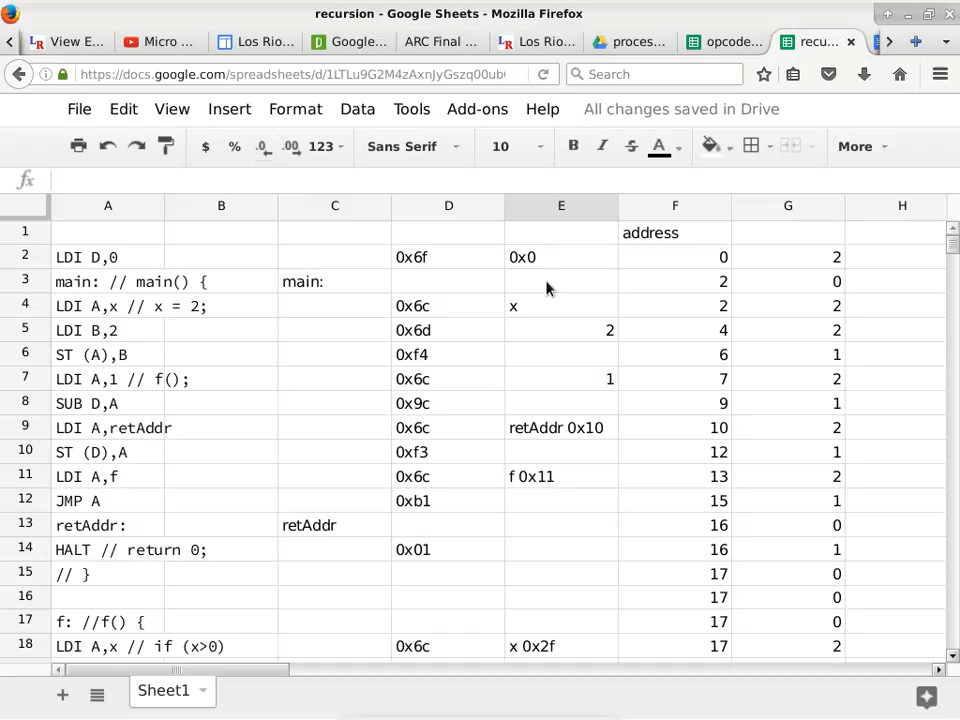 recursion - Google Sheets - Mozilla Firefox
View E... Micro ... Los Rio... Google... ARC Final ... Los Rio... proces... opcode... recu...
https://docs.google.com/spreadsheets/d/1LTLu9G2M4zAxnJyGszq00ub Search
File Edit View Insert Format Data Tools Add-ons Help All changes saved in Drive
$ % .0 .00 123 Sans Serif 10 B I S A More
fx
A B C D E F G H
1 address
2 LDI D,0 0x6f 0x0 0 2
3 main: // main() { main: 2 0
4 LDI A,x // x = 2; 0x6c x 2 2
5 LDI B,2 0x6d 2 4 2
6 ST (A),B 0xf4 6 1
7 LDI A,1 // f(); 0x6c 1 7 2
8 SUB D,A 0x9c 9 1
9 LDI A,retAddr 0x6c retAddr 0x10 10 2
10 ST (D),A 0xf3 12 1
11 LDI A,f 0x6c f 0x11 13 2
12 JMP A 0xb1 15 1
13 retAddr: retAddr 16 0
14 HALT // return 0; 0x01 16 1
15 // } 17 0
16 17 0
17 f: //f() { 17 0
18 LDI A,x // if (x>0) 0x6c x 0x2f 17 2
Sheet1